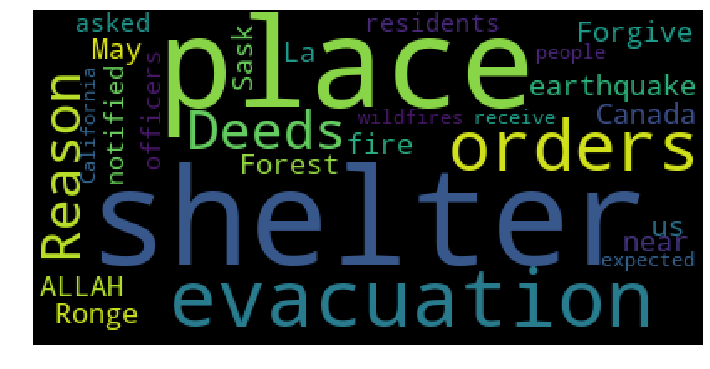 asked
May
place
residents
Forgive
Sask
La
people
earthquake
Reason
California
notified
officers
Deeds
wildfires
receive
Canada
fire
orders
Forest
shelter
us
near
expected
ALLAH
Ronge
evacuation